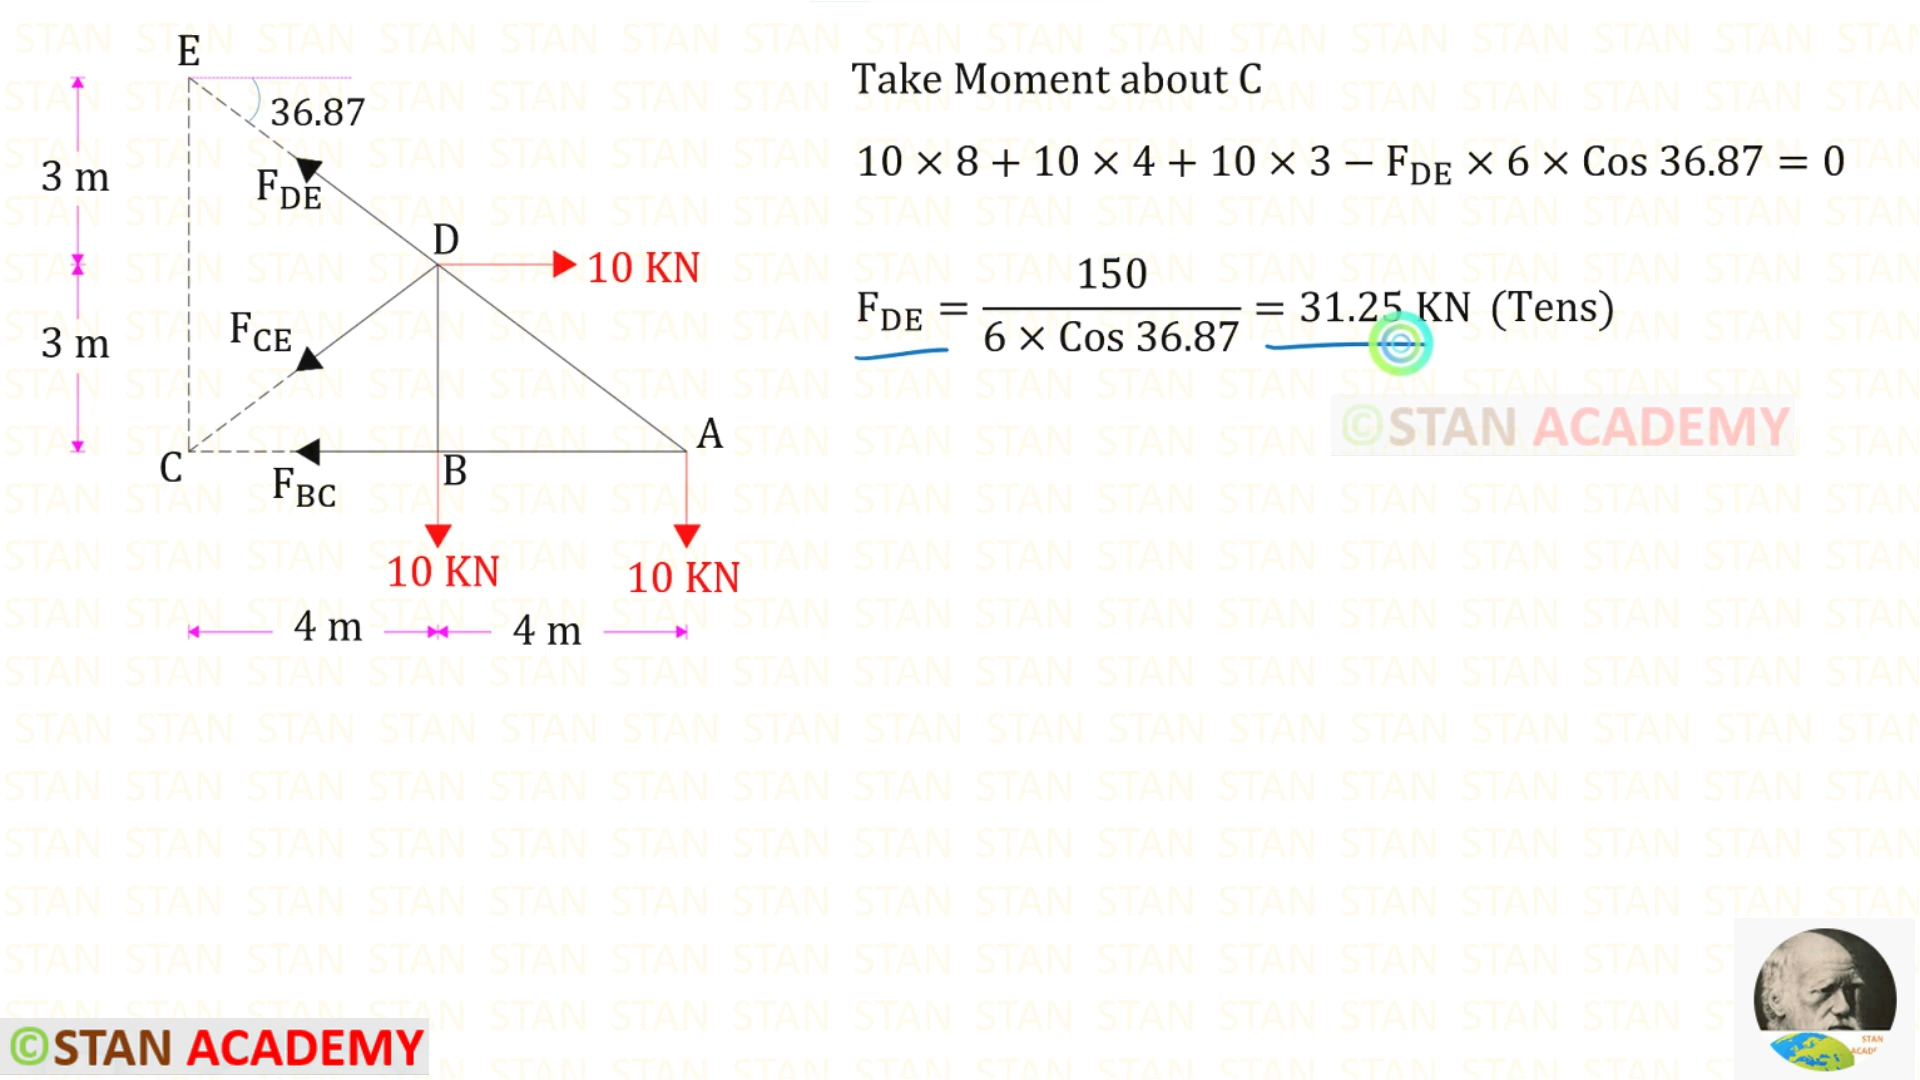 E
36.87
3 m
F_DE
D
10 KN
F_CE
3 m
A
C
F_BC
B
10 KN
10 KN
4 m
4 m
Take Moment about C
10 × 8 + 10 × 4 + 10 × 3 − F_DE × 6 × Cos 36.87 = 0
F_DE = 150 / 6 × Cos 36.87 = 31.25 KN (Tens)
©STAN ACADEMY
©STAN ACADEMY
STAN